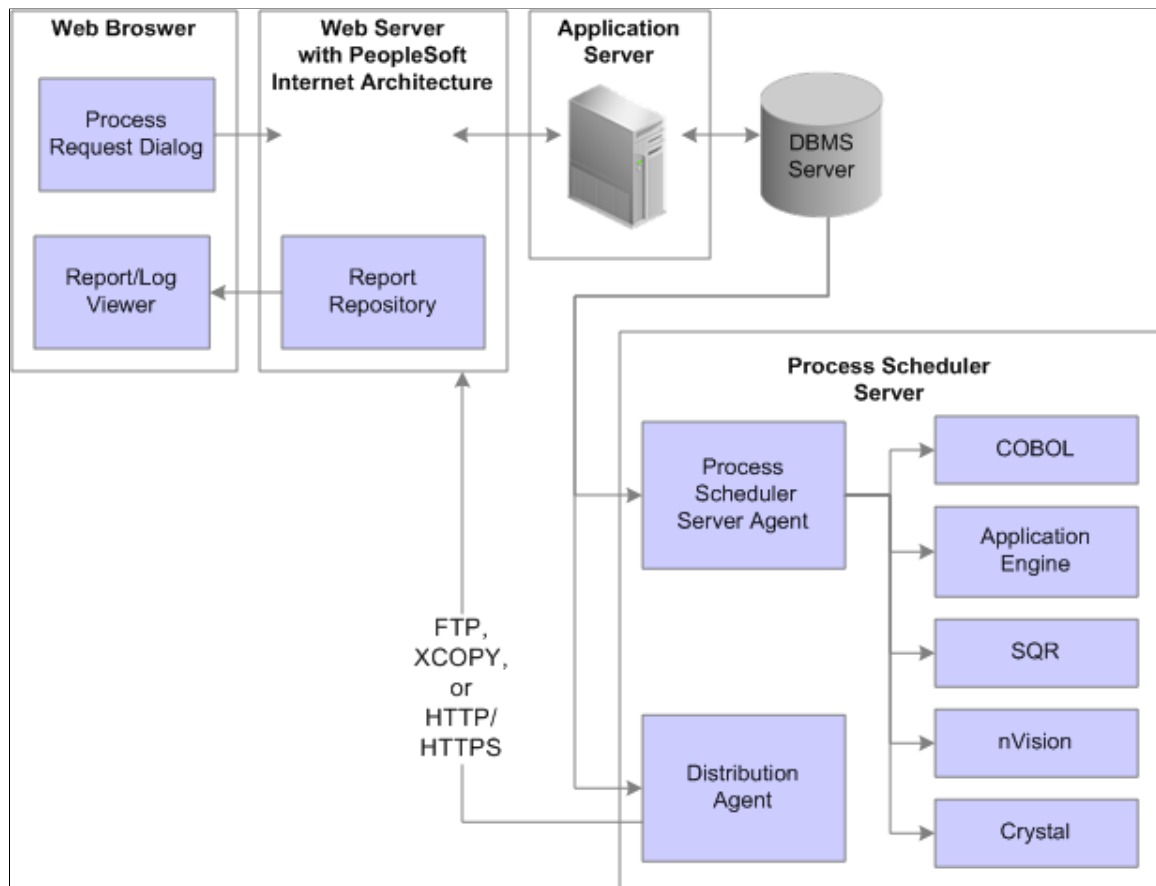 Web Broswer
Process
Request Dialog
Report/Log
Viewer
Web Server
with PeopleSoft
Internet Architecture
Report
Repository
Application
Server
DBMS
Server
Process Scheduler
Server
Process
Scheduler
Server Agent
COBOL
Application
Engine
SQR
nVision
Crystal
Distribution
Agent
FTP,
XCOPY,
or
HTTP/
HTTPS